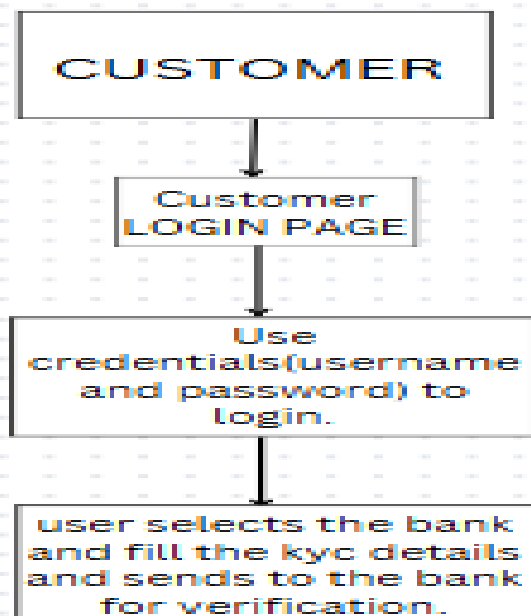 CUSTOMER
Customer
LOGIN PAGE
Use
credentials(username
and password) to
login.
user selects the bank
and fill the kyc details
and sends to the bank
for verification.